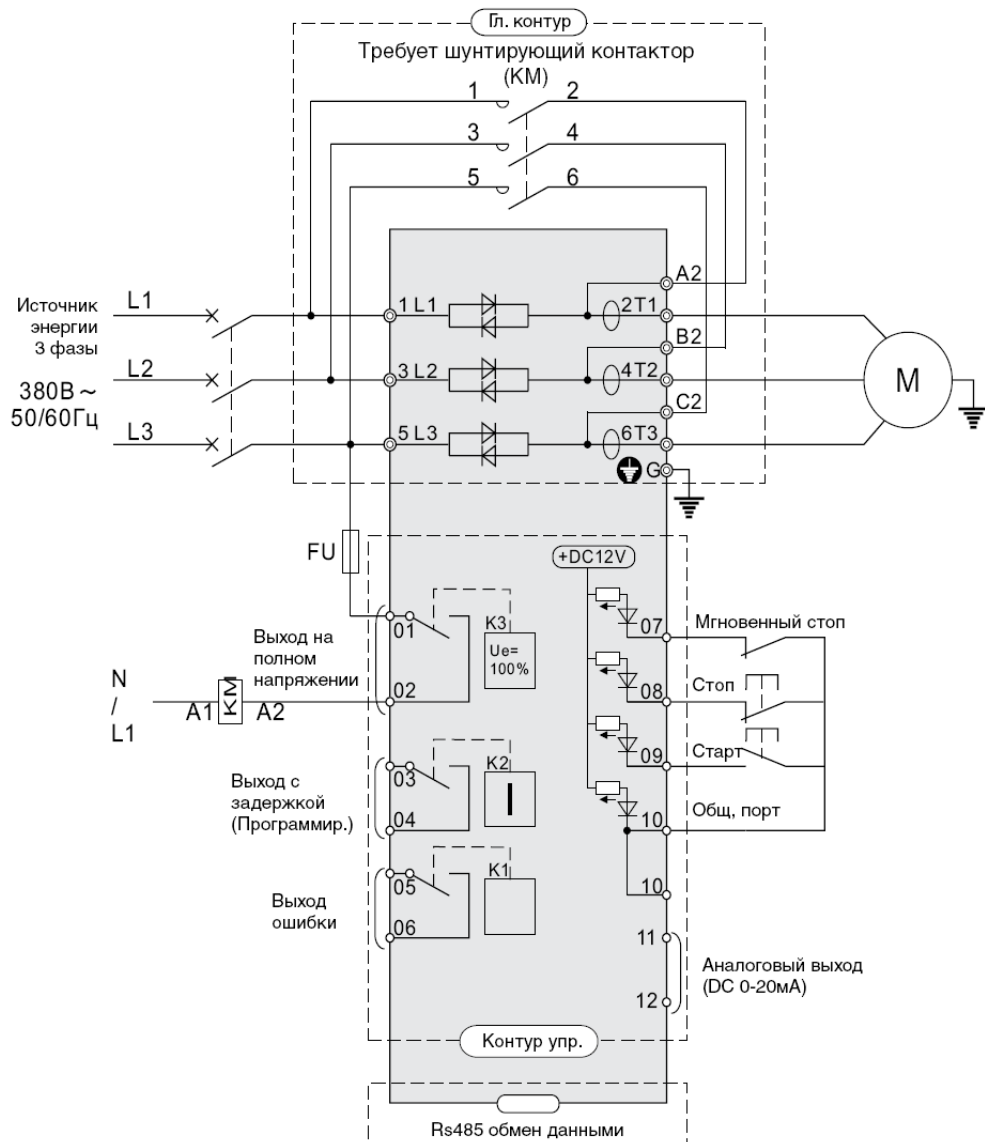 Гл. контур
Требует шунтирующий контактор
(КМ)
1
2
3
4
5
6
A2
Источник
энергии
3 фазы
L1
1 L1
2T1
B2
380В ~
50/60Гц
L2
3 L2
4T2
M
C2
L3
5 L3
6T3
G
FU
+DC12V
01
K3
Ue=
100%
07
Мгновенный стоп
Выход на
полном
напряжении
N
/
L1
A1
KM
A2
02
08
Стоп
09
Старт
Выход с
задержкой
(Программир.)
03
K2
04
10
Общ, порт
05
K1
Выход
ошибки
06
10
11
Аналоговый выход
(DC 0-20мА)
12
Контур упр.
Rs485 обмен данными